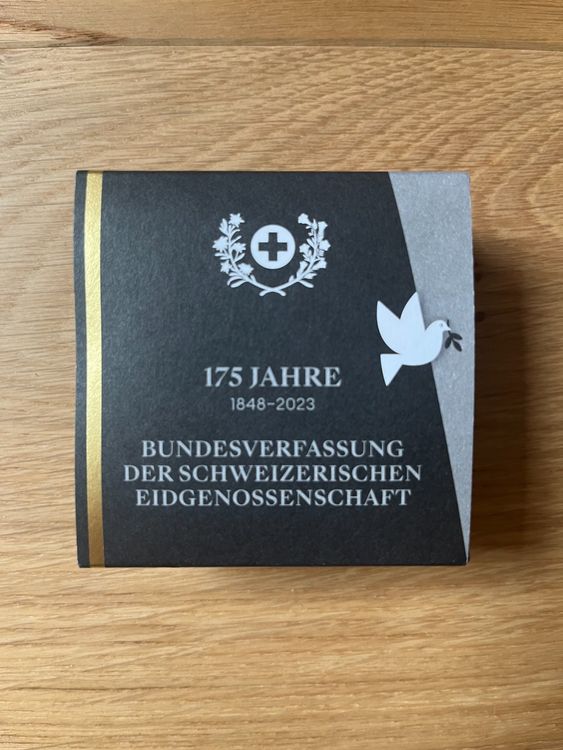 175 JAHRE
1848–2023
BUNDESVERFASSUNG
DER SCHWEIZERISCHEN
EIDGENOSSENSCHAFT